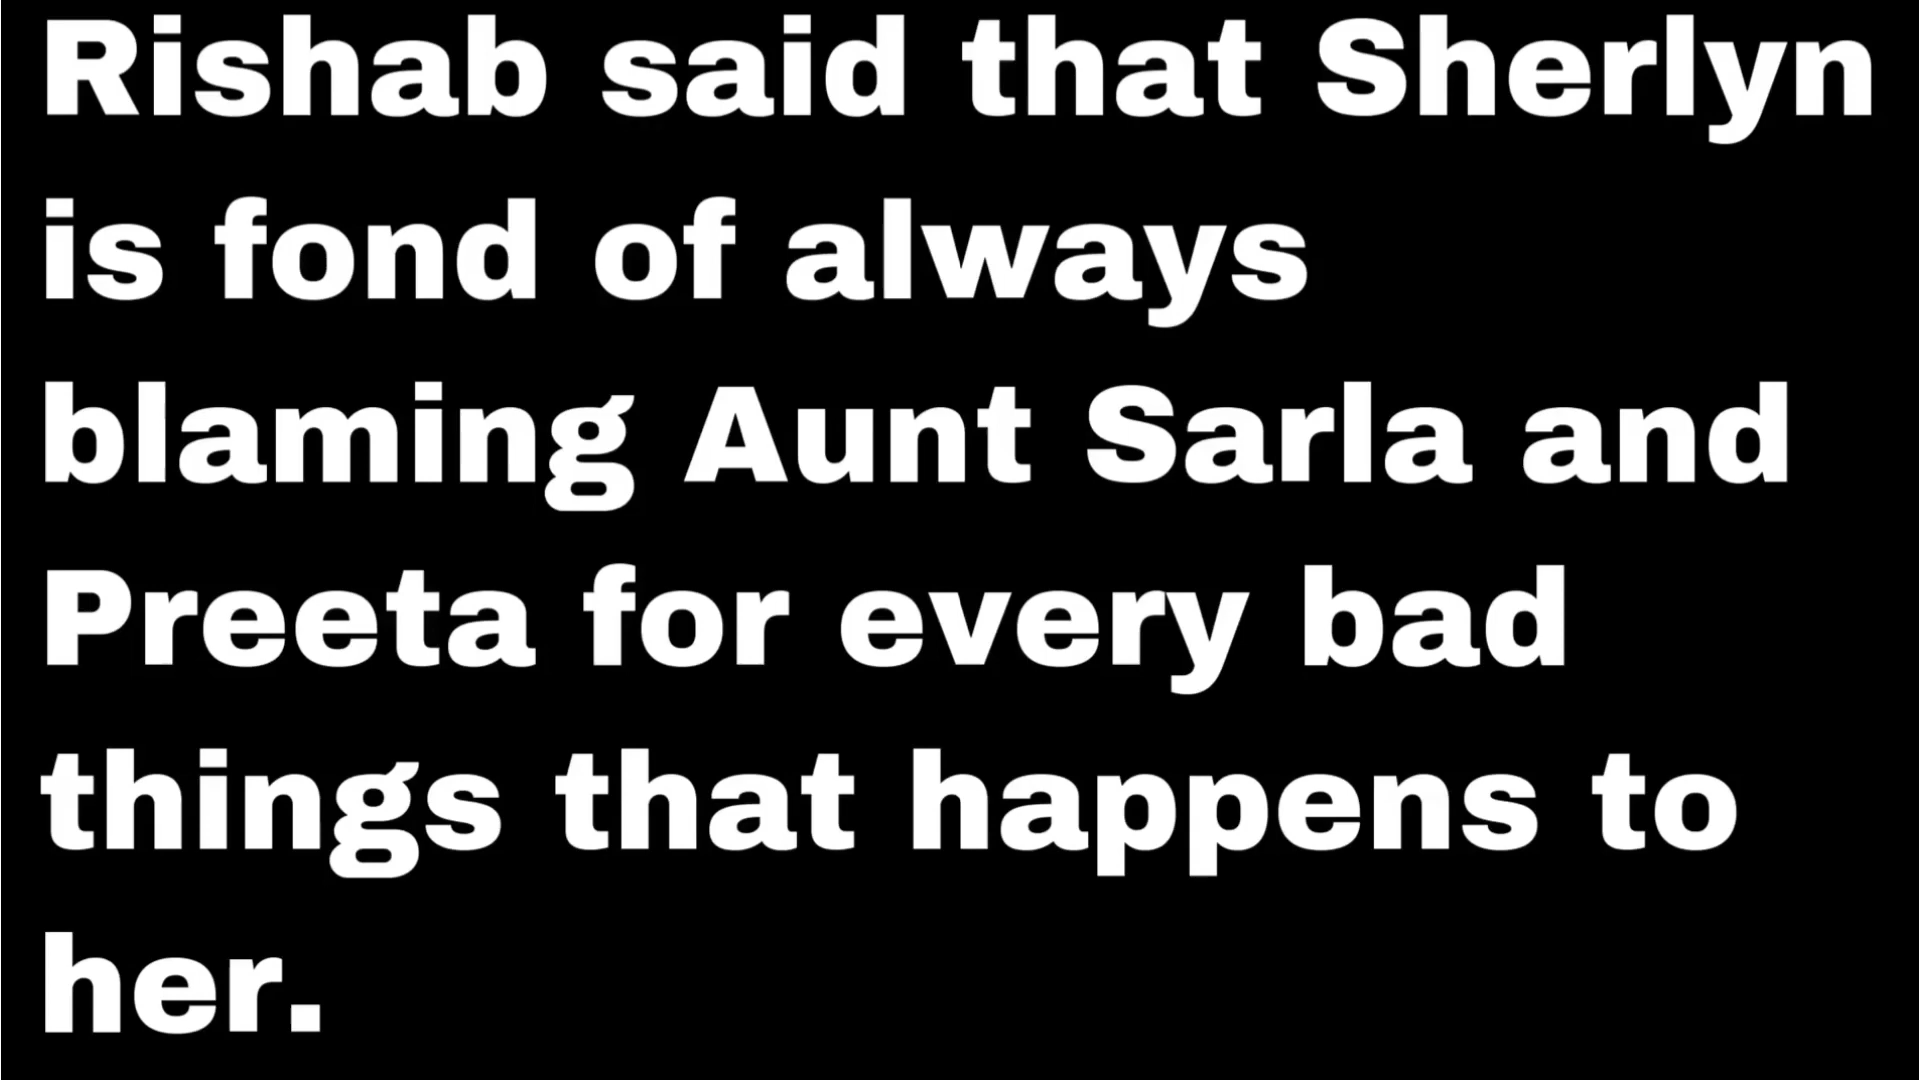 Rishab said that Sherlyn
is fond of always
blaming Aunt Sarla and
Preeta for every bad
things that happens to
her.